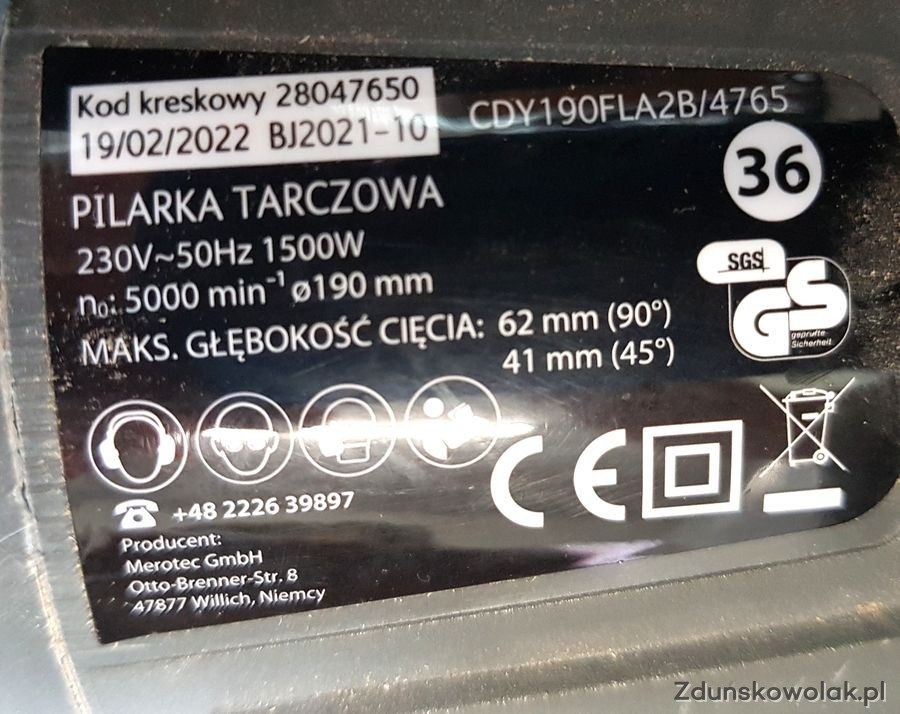 Kod kreskowy 28047650
19/02/2022 BJ2021-10
CDY190FLA2B/4765
36
PILARKA TARCZOWA
230V~50Hz 1500W
n₀: 5000 min⁻¹ ø190 mm
MAKS. GŁĘBOKOŚĆ CIĘCIA: 62 mm (90°)
41 mm (45°)
SGS
GS
geprüfte
Sicherheit
CE
+48 2226 39897
Producent:
Merotec GmbH
Otto-Brenner-Str. 8
47877 Willich, Niemcy
Zdunskowolak.pl